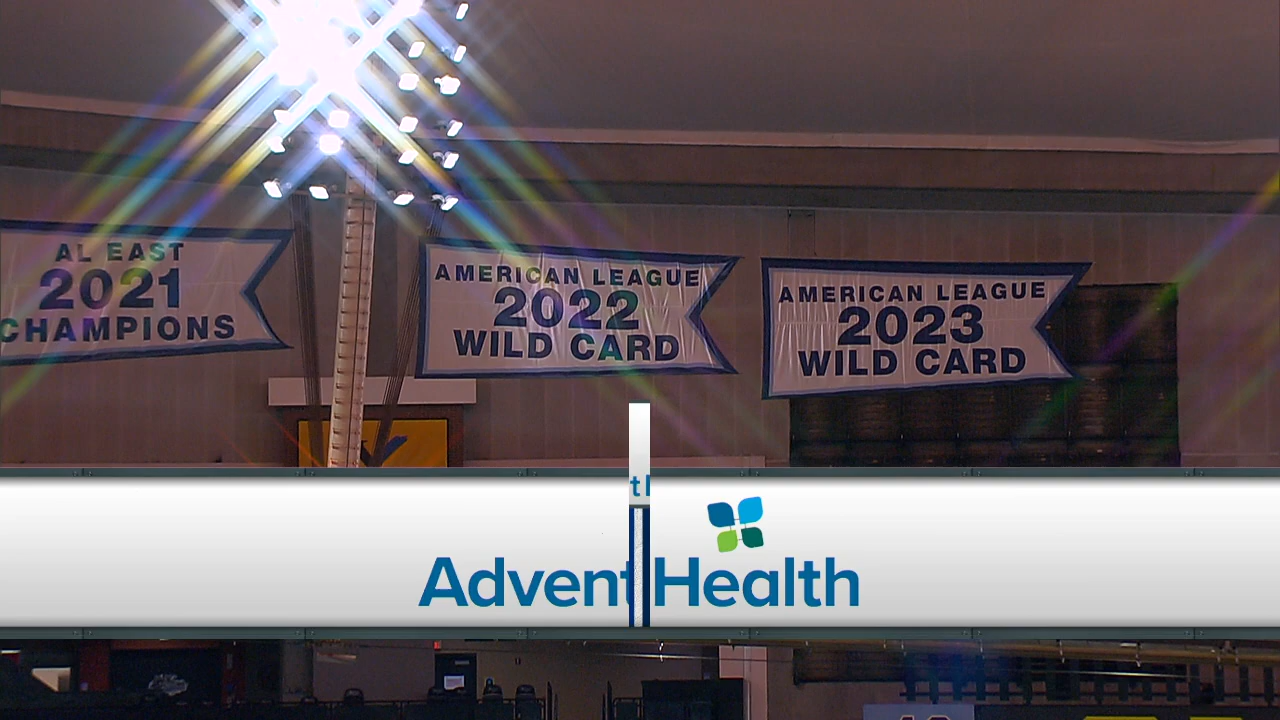 AL EAST
2021
CHAMPIONS
AMERICAN LEAGUE
2022
WILD CARD
AMERICAN LEAGUE
2023
WILD CARD
AdventHealth